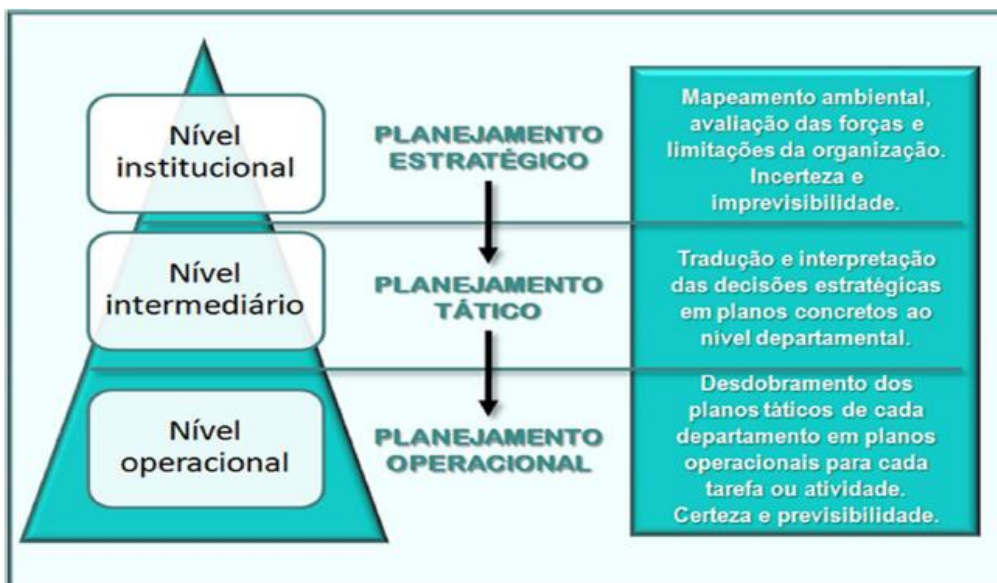 Nível
institucional
PLANEJAMENTO
ESTRATÉGICO
Mapeamento ambiental,
avaliação das forças e
limitações da organização.
Incerteza e
imprevisibilidade.
Nível
intermediário
PLANEJAMENTO
TÁTICO
Tradução e interpretação
das decisões estratégicas
em planos concretos ao
nível departamental.
Nível
operacional
PLANEJAMENTO
OPERACIONAL
Desdobramento dos
planos táticos de cada
departamento em planos
operacionais para cada
tarefa ou atividade.
Certeza e previsibilidade.